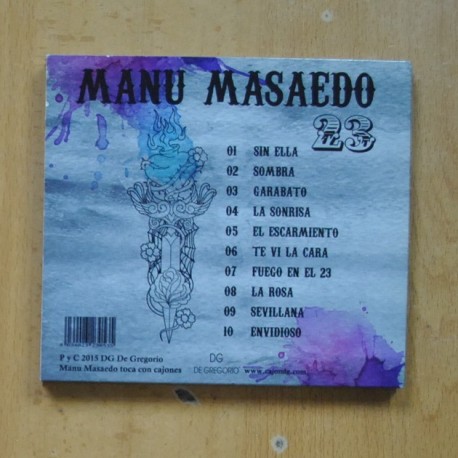 MANU MASAEDO
23
01 SIN ELLA
02 SOMBRA
03 GARABATO
04 LA SONRISA
05 EL ESCARMIENTO
06 TE VI LA CARA
07 FUEGO EN EL 23
08 LA ROSA
09 SEVILLANA
10 ENVIDIOSO
P y C 2015 DG De Gregorio
Manu Masaedo toca con cajones
DG
DE GREGORIO